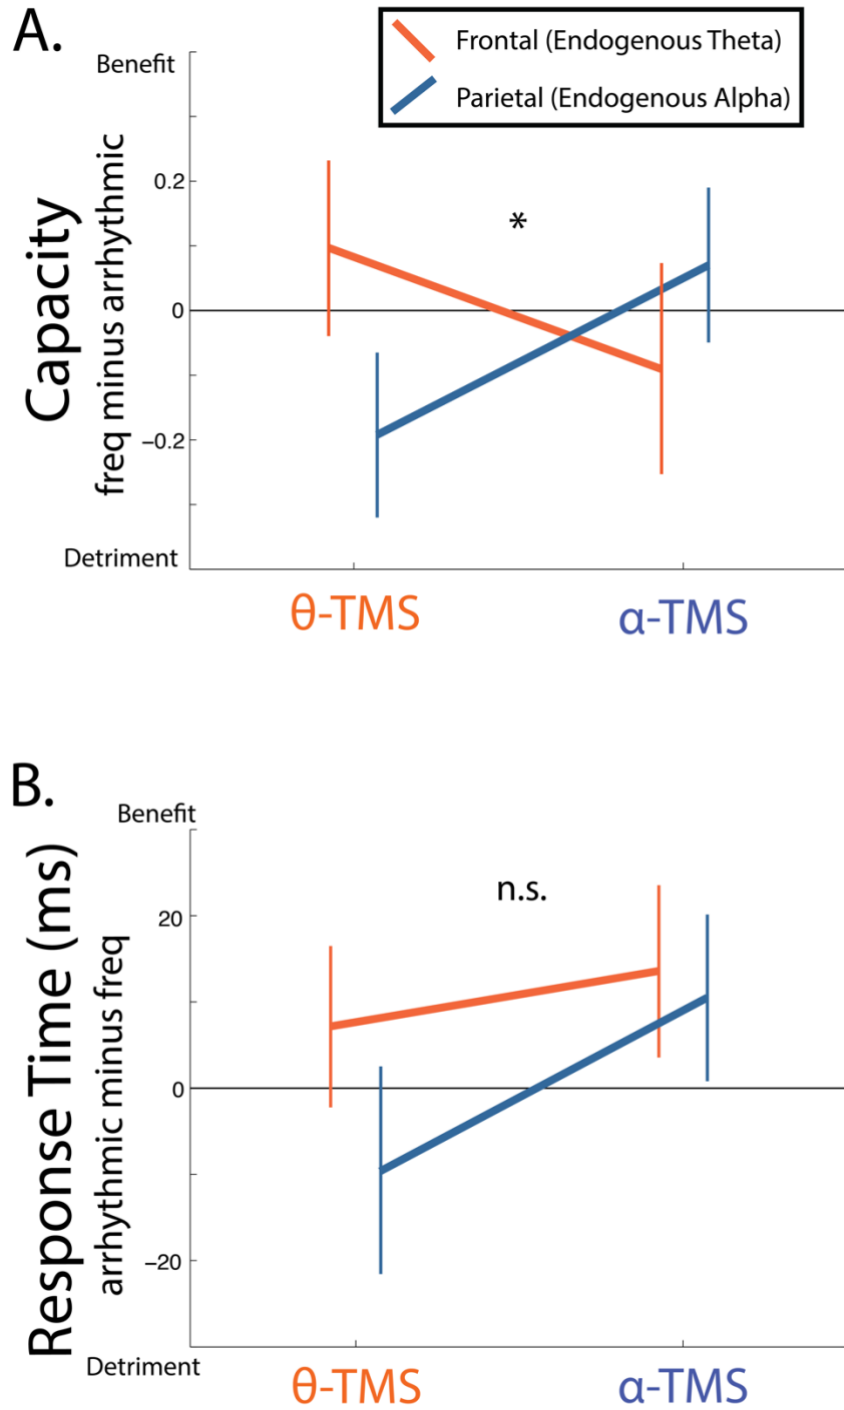 A.
Frontal (Endogenous Theta)
Parietal (Endogenous Alpha)
Benefit
Capacity
freq minus arrhythmic
0.2
*
0
−0.2
Detriment
θ-TMS
α-TMS
B.
Benefit
Response Time (ms)
arrhythmic minus freq
n.s.
20
0
−20
Detriment
θ-TMS
α-TMS